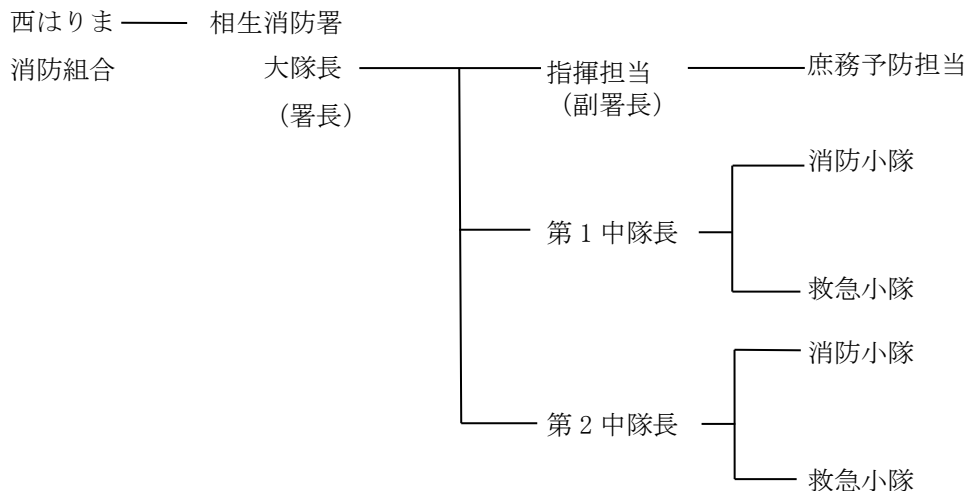 西はりま 相生消防署
消防組合 大隊長 指揮担当 庶務予防担当
（署長） （副署長）
消防小隊
第1中隊長
救急小隊
消防小隊
第2中隊長
救急小隊